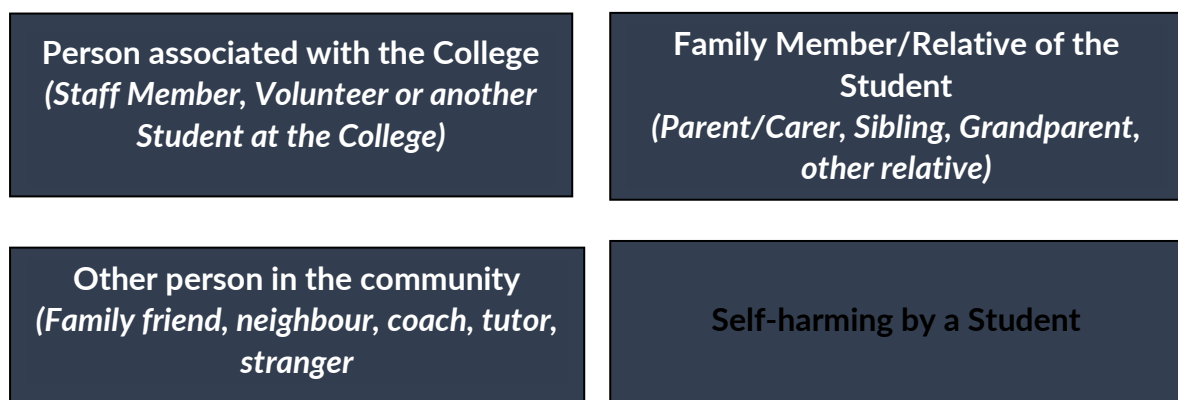 Person associated with the College
(Staff Member, Volunteer or another
Student at the College)
Family Member/Relative of the
Student
(Parent/Carer, Sibling, Grandparent,
other relative)
Other person in the community
(Family friend, neighbour, coach, tutor,
stranger
Self-harming by a Student